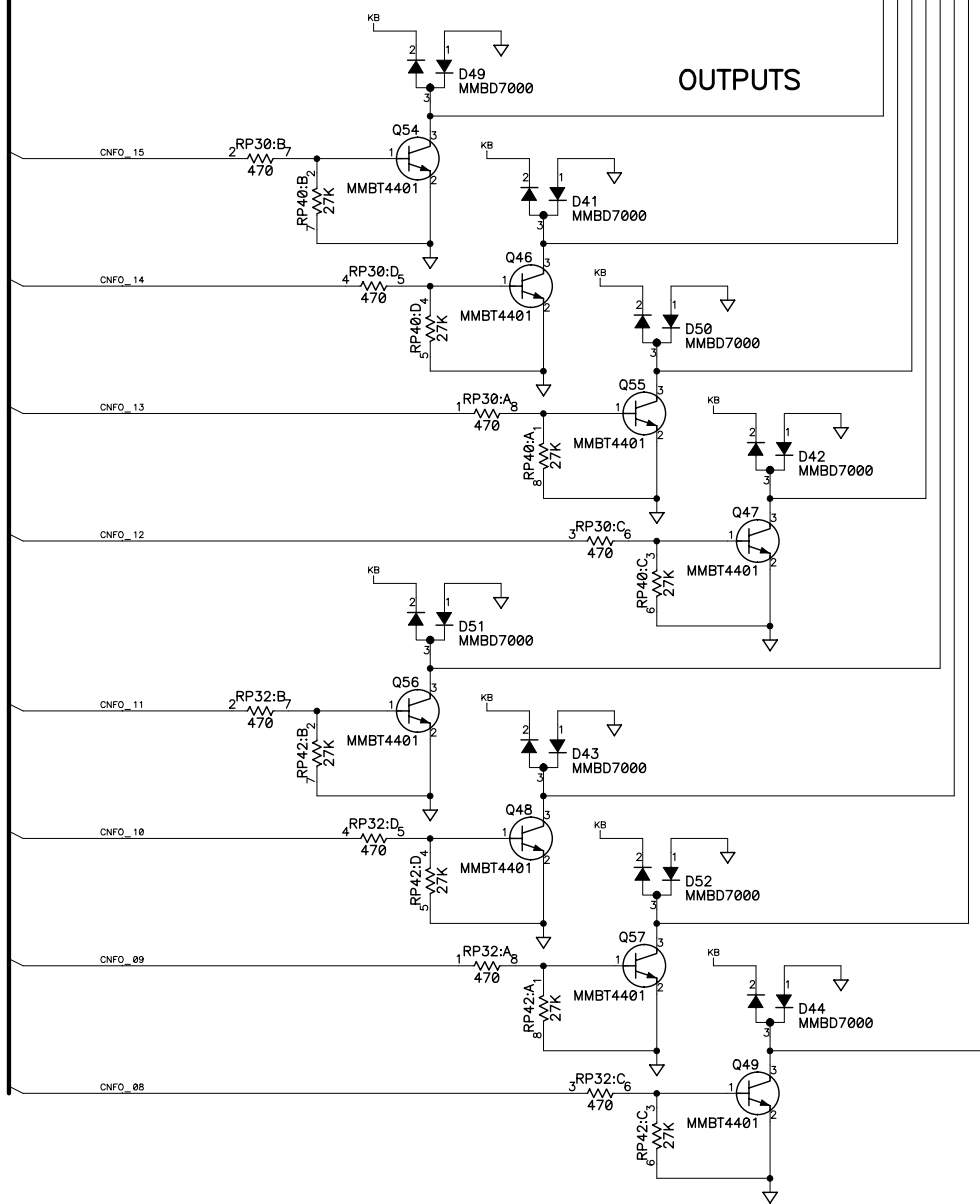 OUTPUTS
KB
2 1
D49
MMBD7000
3
CNFO_15
2 RP30:B 7
470
RP40:B
2 7
27K
Q54
1 3 2
MMBT4401
KB
2 1
D41
MMBD7000
3
CNFO_14
4 RP30:D 5
470
RP40:D
4 5
27K
Q46
1 3 2
MMBT4401
KB
2 1
D50
MMBD7000
3
CNFO_13
1 RP30:A 8
470
RP40:A
1 8
27K
Q55
1 3 2
MMBT4401
KB
2 1
D42
MMBD7000
3
CNFO_12
3 RP30:C 6
470
RP40:C
3 6
27K
Q47
1 3 2
MMBT4401
KB
2 1
D51
MMBD7000
3
CNFO_11
2 RP32:B 7
470
RP42:B
2 7
27K
Q56
1 3 2
MMBT4401
KB
2 1
D43
MMBD7000
3
CNFO_10
4 RP32:D 5
470
RP42:D
4 5
27K
Q48
1 3 2
MMBT4401
KB
2 1
D52
MMBD7000
3
CNFO_09
1 RP32:A 8
470
RP42:A
1 8
27K
Q57
1 3 2
MMBT4401
KB
2 1
D44
MMBD7000
3
CNFO_08
3 RP32:C 6
470
RP42:C
3 6
27K
Q49
1 3 2
MMBT4401